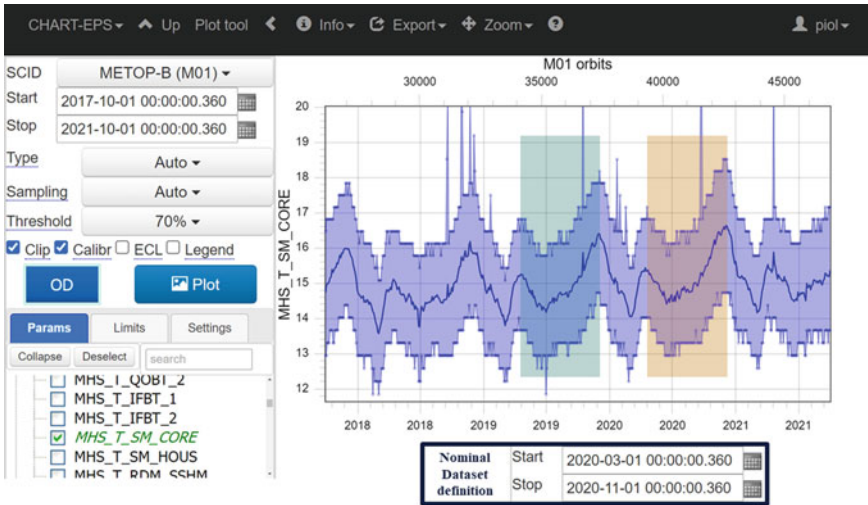 CHART-EPS Up Plot tool Info Export Zoom piol
SCID METOP-B (M01)
Start 2017-10-01 00:00:00.360
Stop 2021-10-01 00:00:00.360
Type Auto
Sampling Auto
Threshold 70%
Clip Calibr ECL Legend
OD Plot
Params Limits Settings
Collapse Deselect search
MHS_T_QOBT_2
MHS_T_IFBT_1
MHS_T_IFBT_2
MHS_T_SM_CORE
MHS_T_SM_HOUS
MHS_T_RDM_SSHM
M01 orbits
30000 35000 40000 45000
MHS_T_SM_CORE
20
19
18
17
16
15
14
13
12
2018 2018 2019 2019 2020 2020 2021 2021
Nominal Dataset definition
Start 2020-03-01 00:00:00.360
Stop 2020-11-01 00:00:00.360